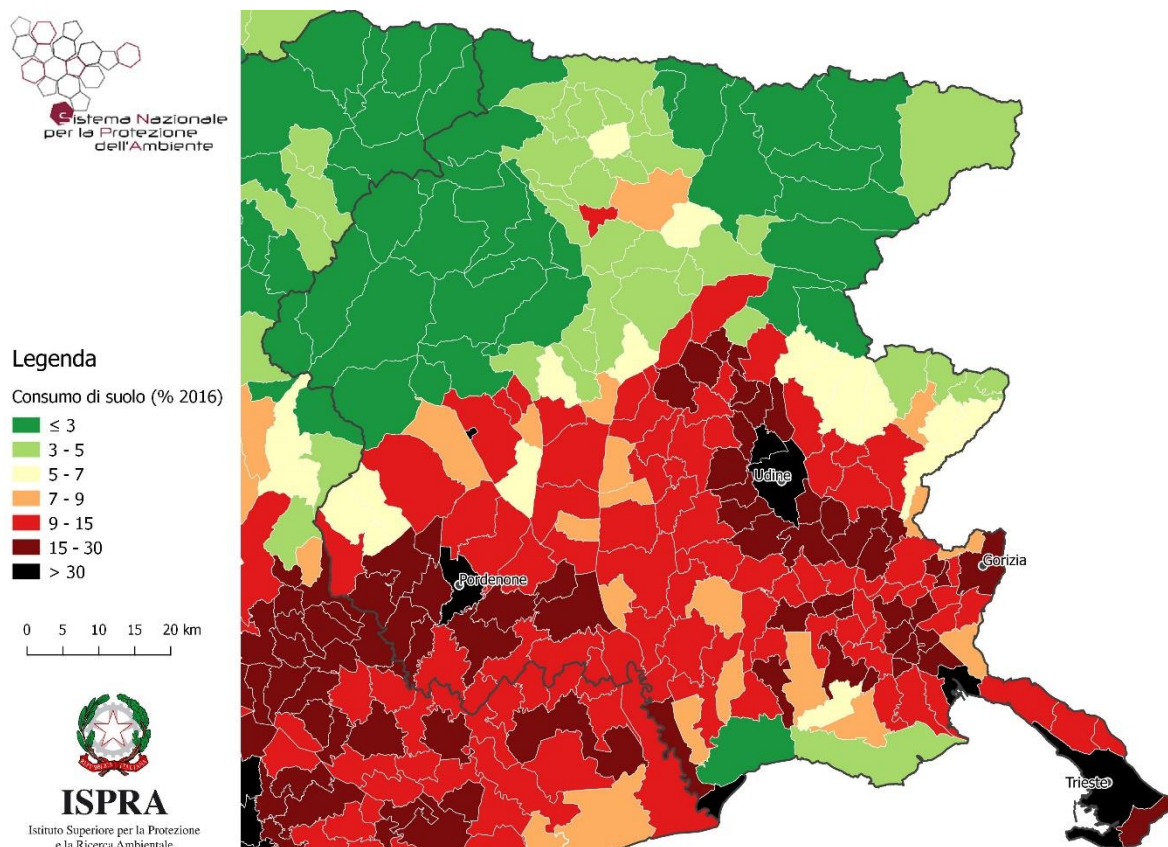 Sistema Nazionale
per la Protezione
dell'Ambiente
Legenda
Consumo di suolo (% 2016)
≤ 3
3 - 5
5 - 7
7 - 9
9 - 15
15 - 30
> 30
0 5 10 15 20 km
ISPRA
Istituto Superiore per la Protezione
e la Ricerca Ambientale
Udine
Pordenone
Gorizia
Trieste